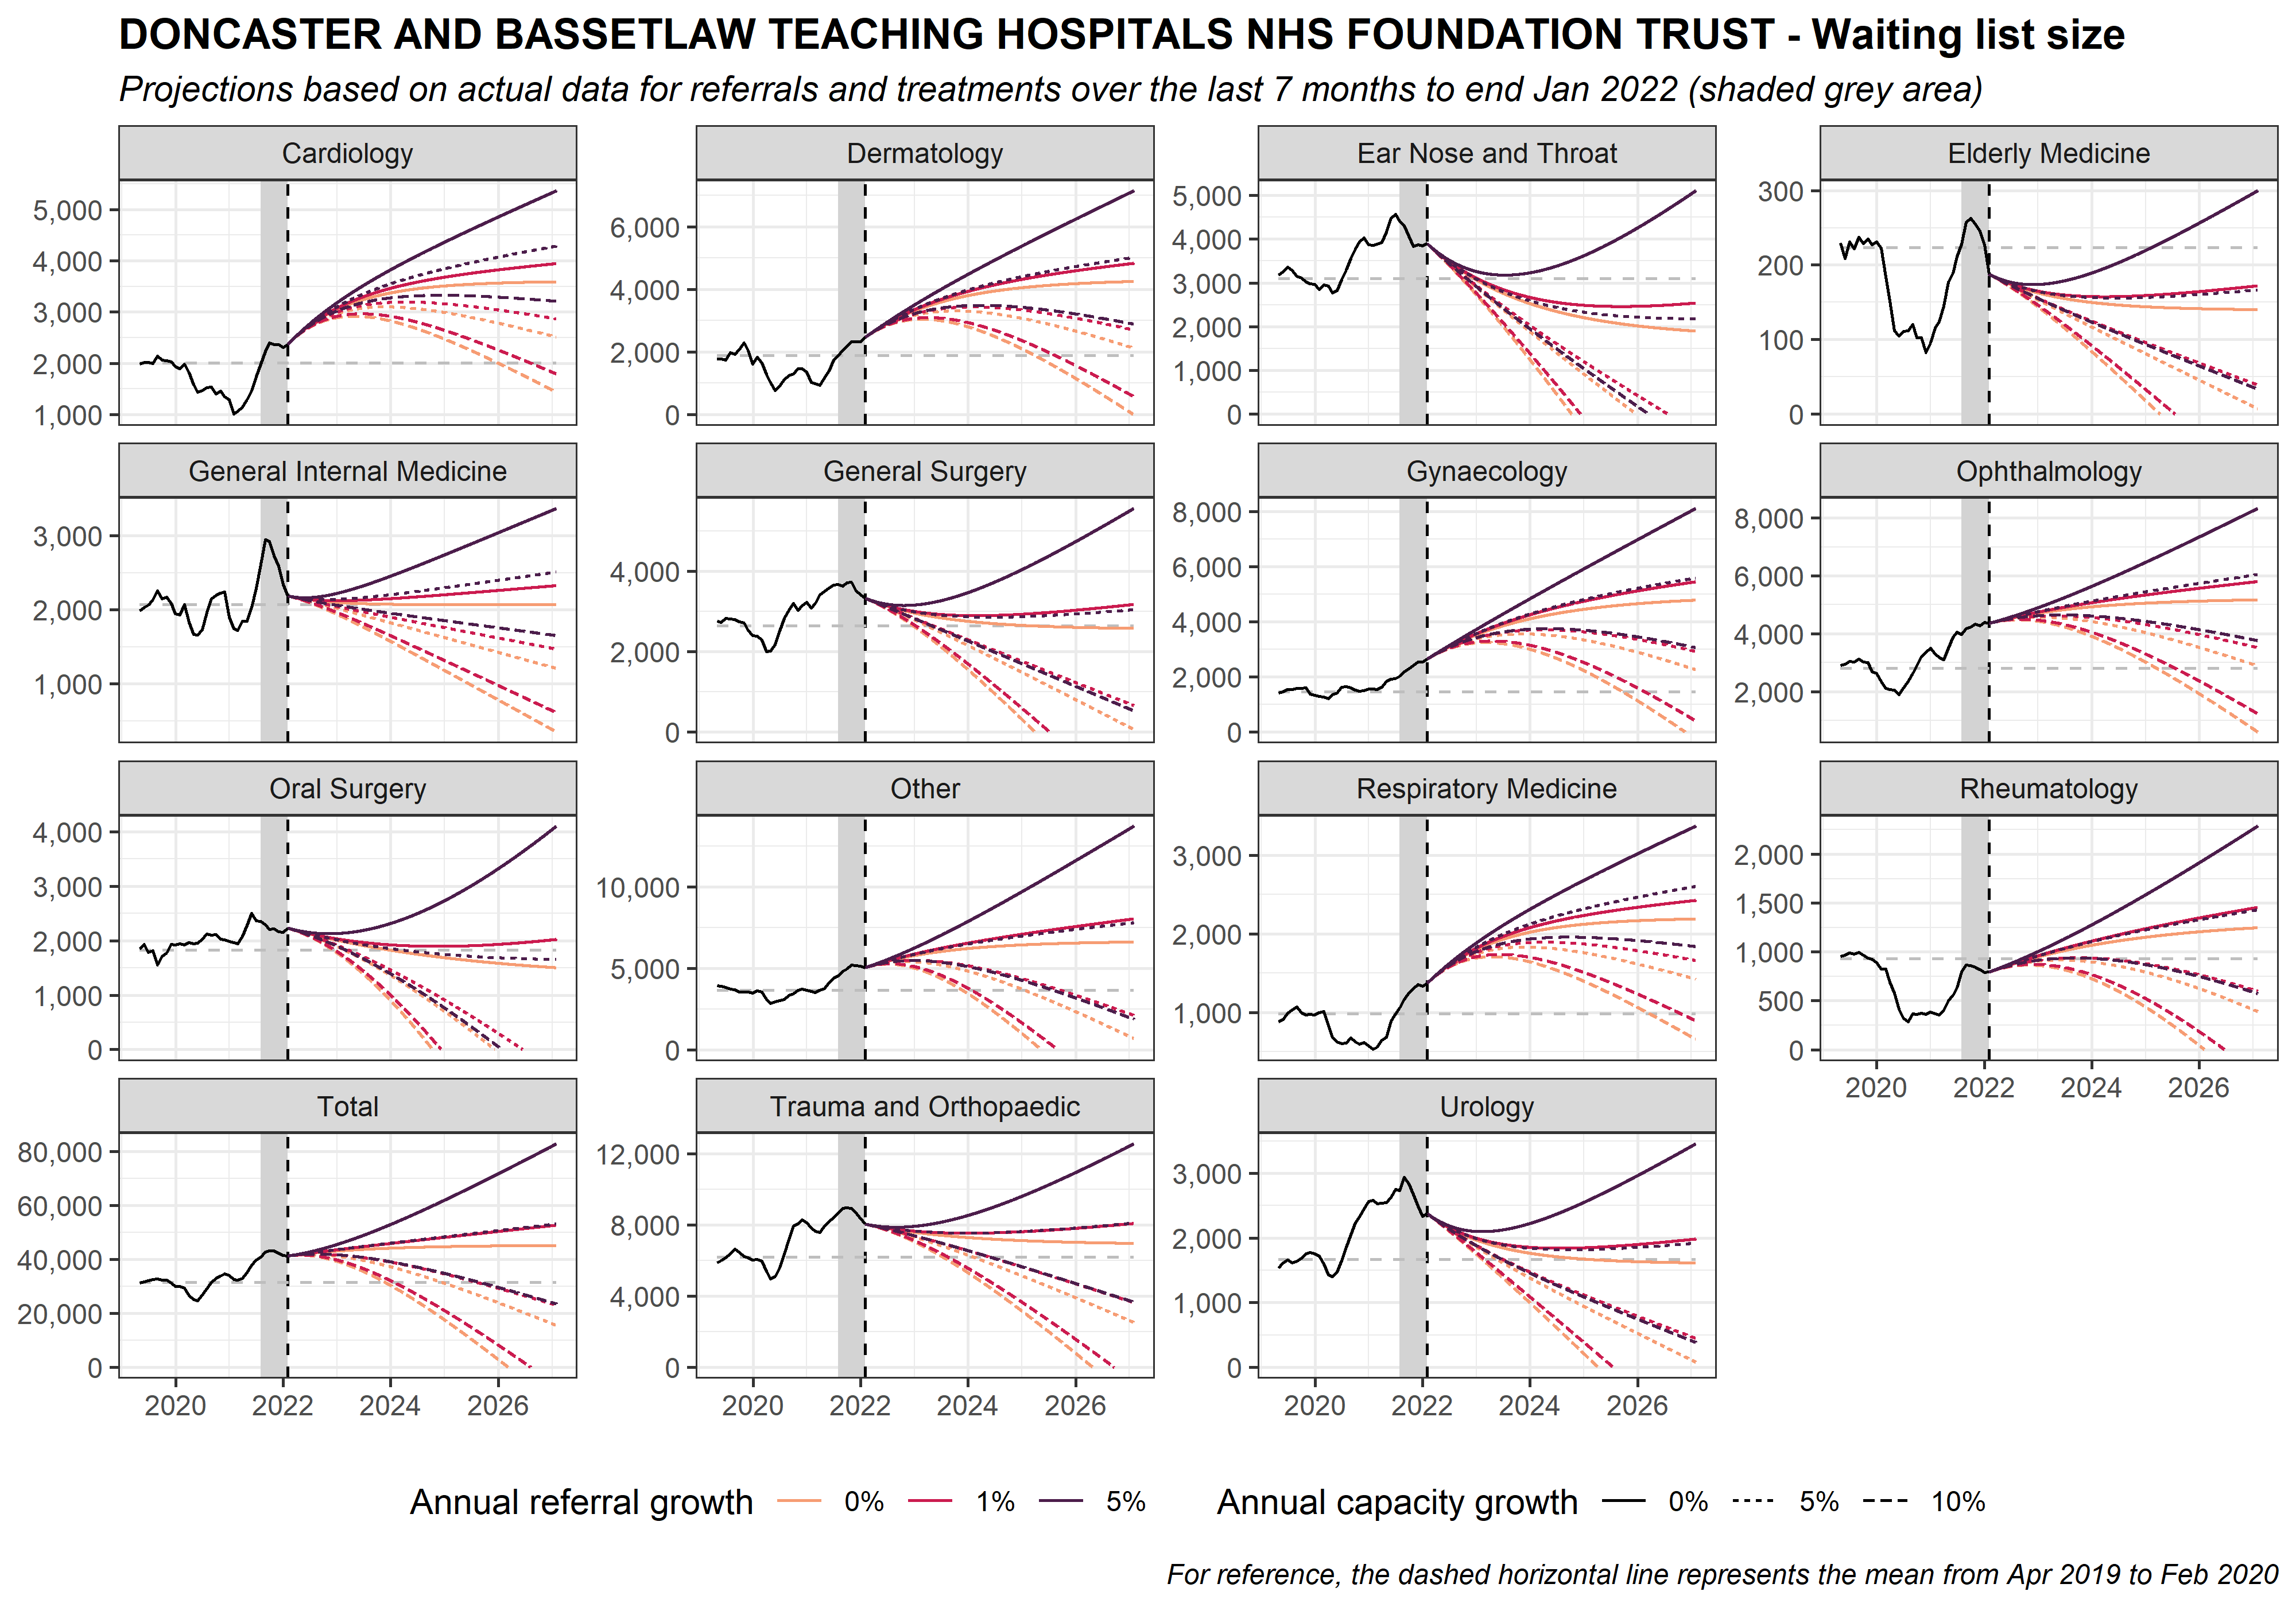 DONCASTER AND BASSETLAW TEACHING HOSPITALS NHS FOUNDATION TRUST - Waiting list size
Projections based on actual data for referrals and treatments over the last 7 months to end Jan 2022 (shaded grey area)
Cardiology
5,000
4,000
3,000
2,000
1,000
Dermatology
6,000
4,000
2,000
0
Ear Nose and Throat
5,000
4,000
3,000
2,000
1,000
0
Elderly Medicine
300
200
100
0
General Internal Medicine
3,000
2,000
1,000
General Surgery
4,000
2,000
0
Gynaecology
8,000
6,000
4,000
2,000
0
Ophthalmology
8,000
6,000
4,000
2,000
Oral Surgery
4,000
3,000
2,000
1,000
0
Other
10,000
5,000
0
Respiratory Medicine
3,000
2,000
1,000
Rheumatology
2,000
1,500
1,000
500
0
2020 2022 2024 2026
Total
80,000
60,000
40,000
20,000
0
2020 2022 2024 2026
Trauma and Orthopaedic
12,000
8,000
4,000
0
2020 2022 2024 2026
Urology
3,000
2,000
1,000
0
2020 2022 2024 2026
Annual referral growth 0% 1% 5% Annual capacity growth 0% 5% 10%
For reference, the dashed horizontal line represents the mean from Apr 2019 to Feb 2020